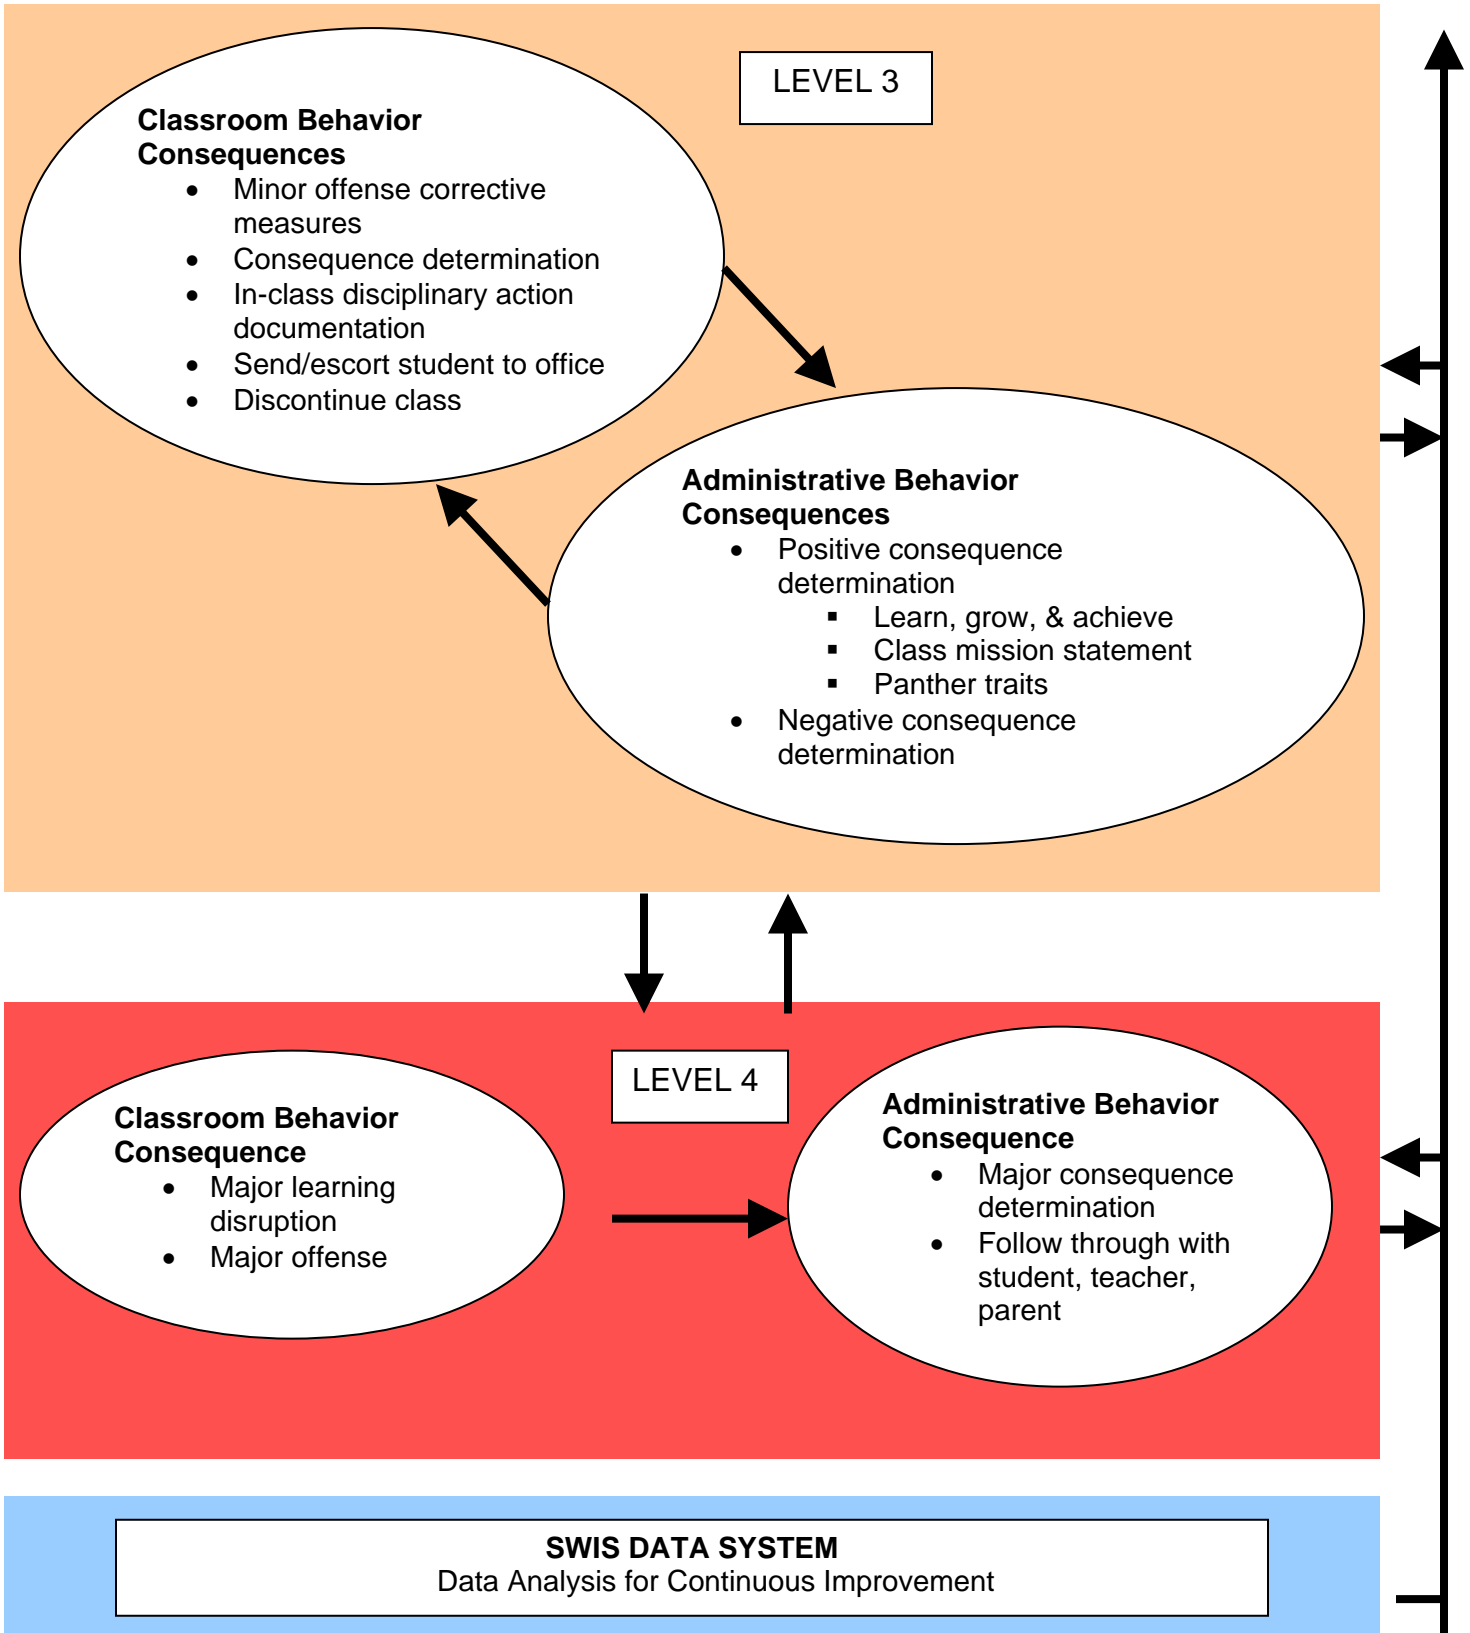 LEVEL 3
Classroom Behavior
Consequences
• Minor offense corrective
measures
• Consequence determination
• In-class disciplinary action
documentation
• Send/escort student to office
• Discontinue class
Administrative Behavior
Consequences
• Positive consequence
determination
▪ Learn, grow, & achieve
▪ Class mission statement
▪ Panther traits
• Negative consequence
determination
LEVEL 4
Classroom Behavior
Consequence
• Major learning
disruption
• Major offense
Administrative Behavior
Consequence
• Major consequence
determination
• Follow through with
student, teacher,
parent
SWIS DATA SYSTEM
Data Analysis for Continuous Improvement